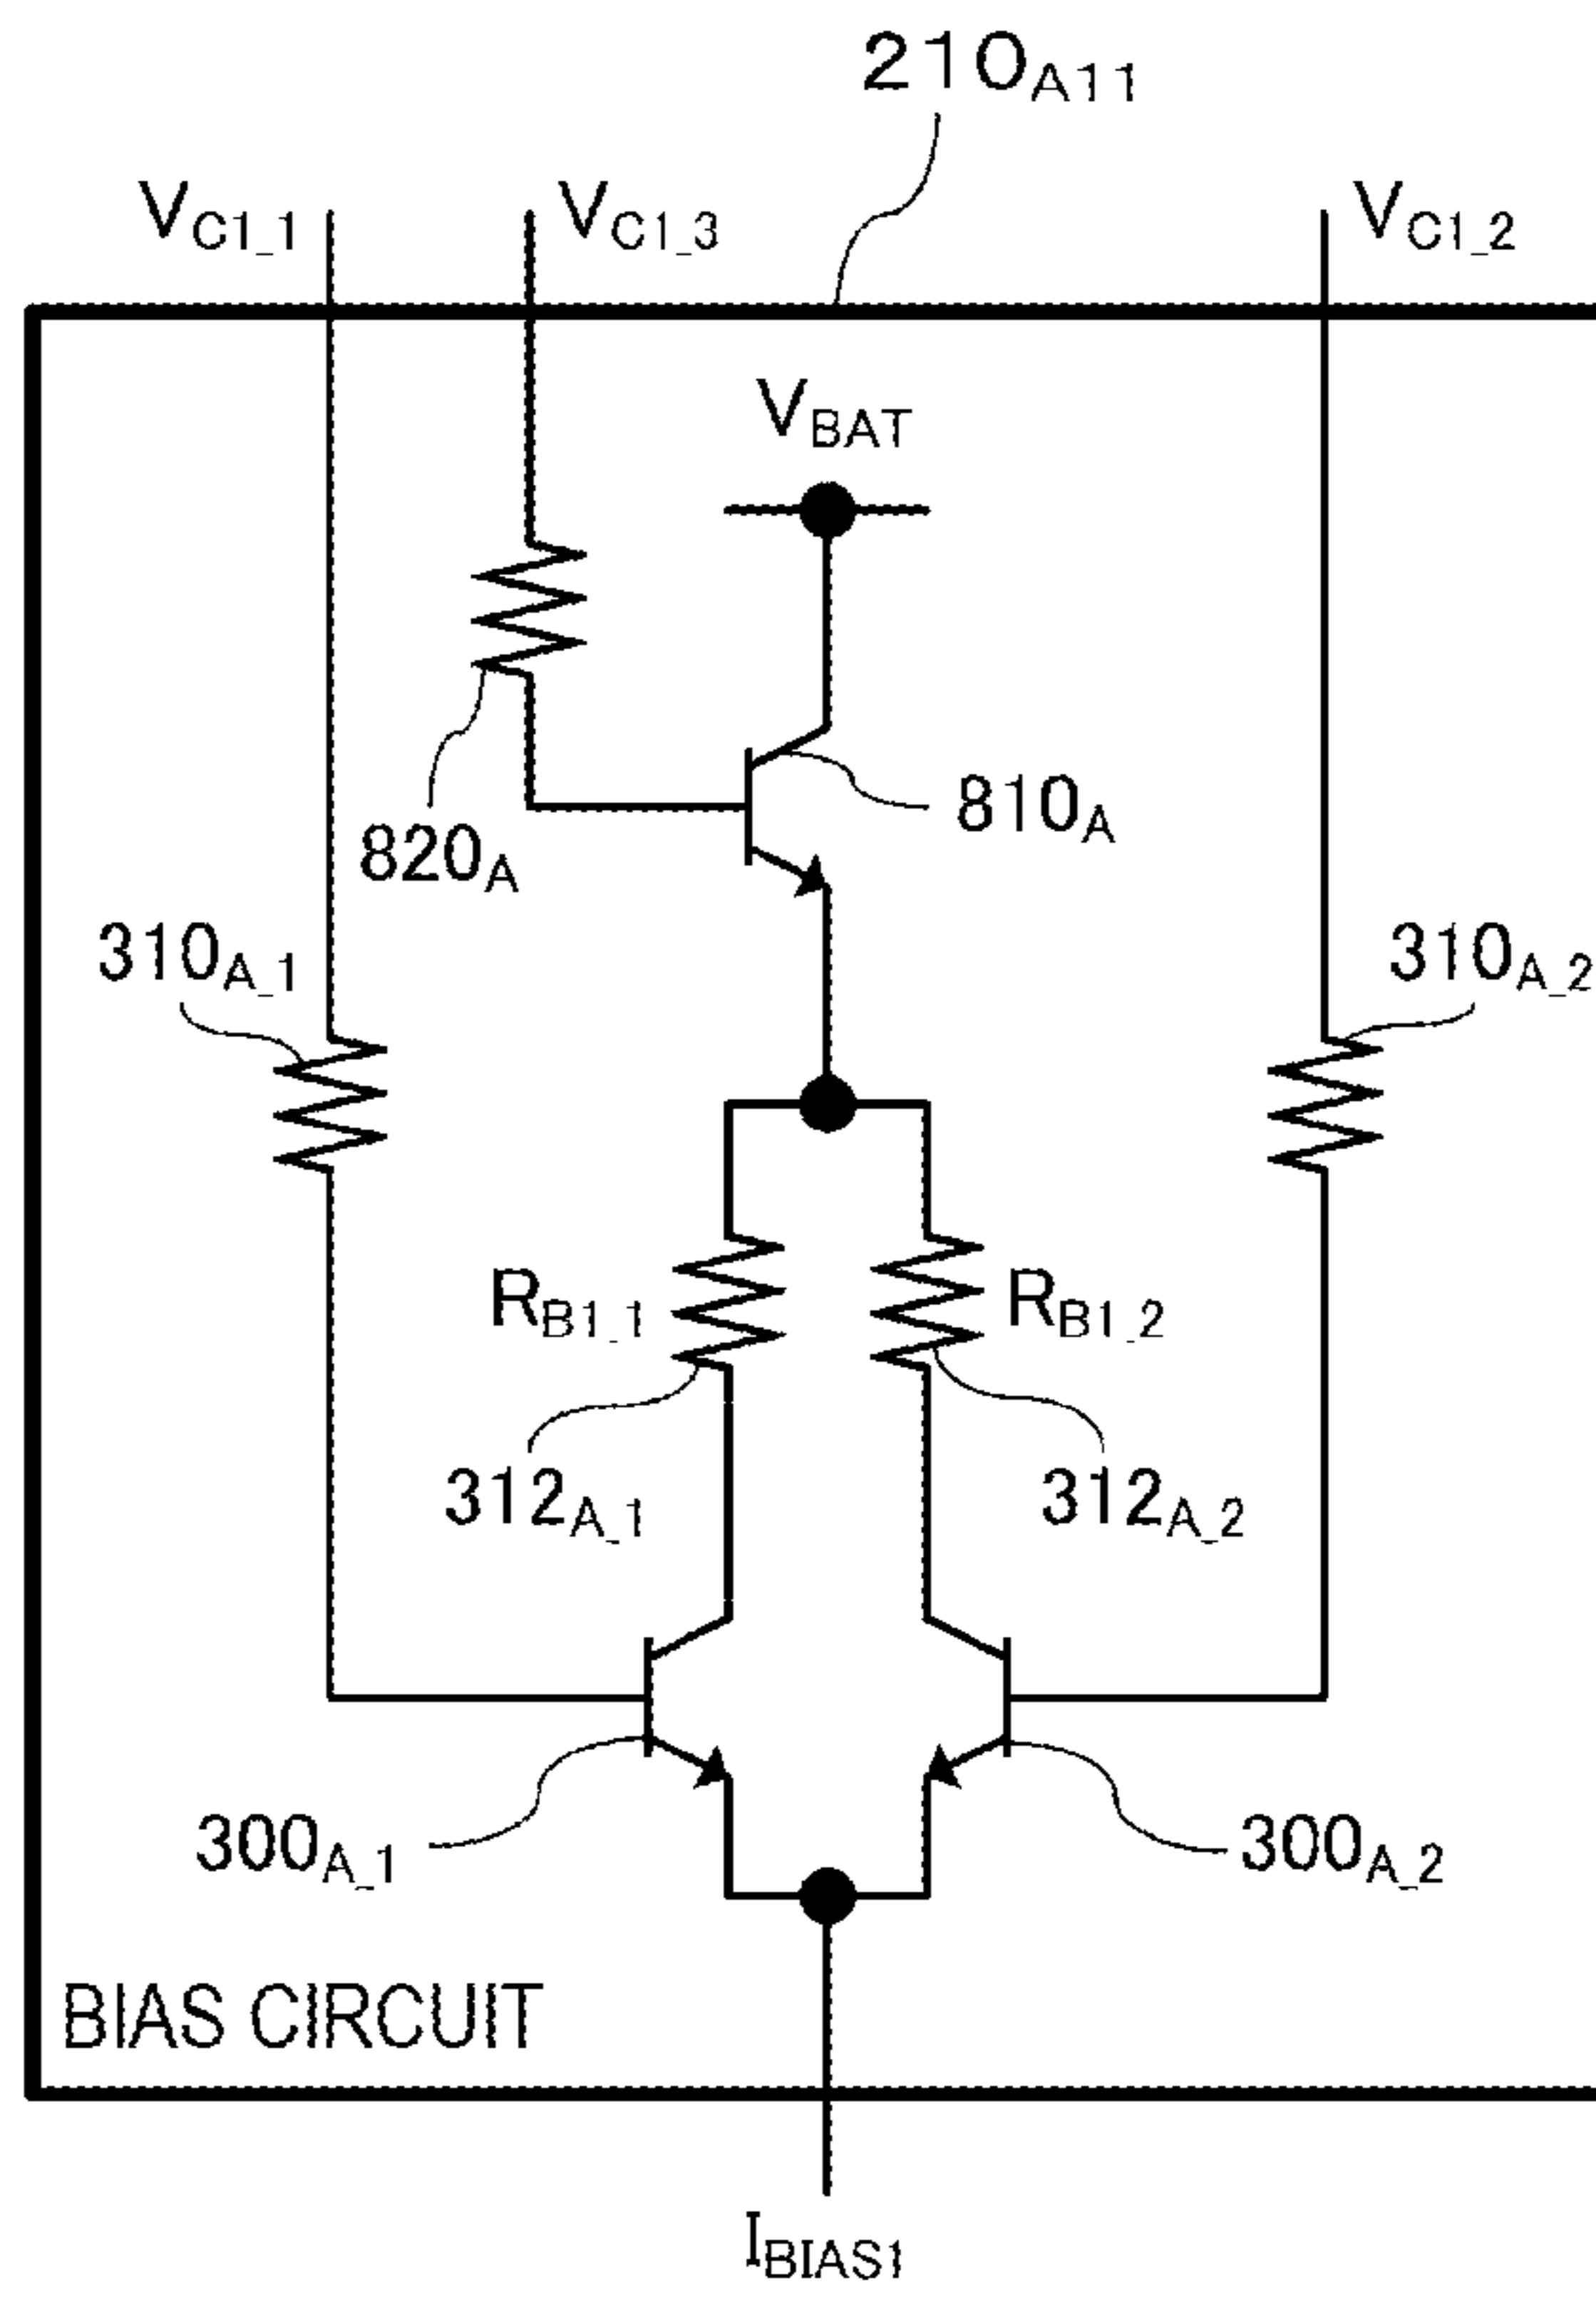 210A11
VC1_1 VC1_3 VC1_2
VBAT
810A
820A
310A_1 310A_2
RB1_1 RB1_2
312A_1 312A_2
300A_1 300A_2
BIAS CIRCUIT
IBIAS1